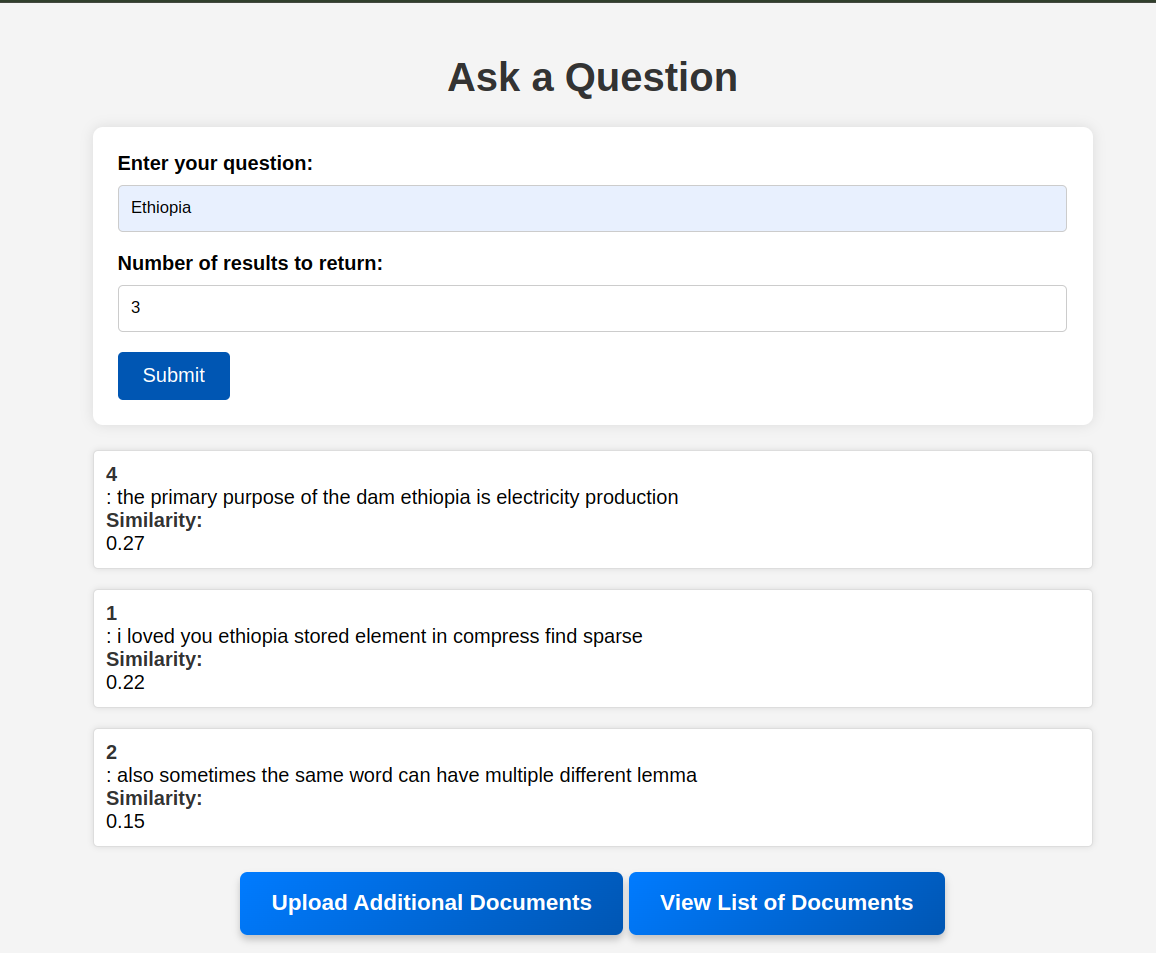 Ask a Question
Enter your question:
Ethiopia
Number of results to return:
3
Submit
4
: the primary purpose of the dam ethiopia is electricity production
Similarity:
0.27
1
: i loved you ethiopia stored element in compress find sparse
Similarity:
0.22
2
: also sometimes the same word can have multiple different lemma
Similarity:
0.15
Upload Additional Documents
View List of Documents